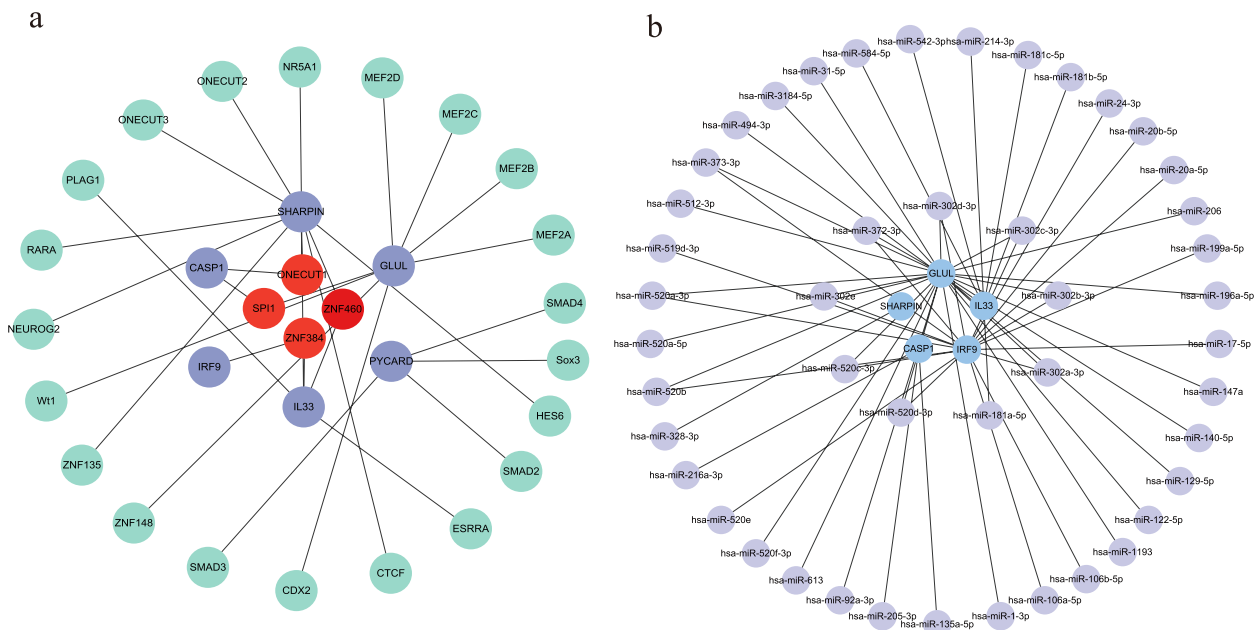 a
b
NR5A1
MEF2D
ONECUT2
MEF2C
ONECUT3
MEF2B
PLAG1
SHARPIN
MEF2A
RARA
CASP1
ONECUT1
GLUL
SPI1
ZNF460
SMAD4
NEUROG2
ZNF384
IRF9
PYCARD
Sox3
Wt1
IL33
HES6
ZNF135
SMAD2
ZNF148
ESRRA
SMAD3
CTCF
CDX2
hsa-miR-542-3p
hsa-miR-214-3p
hsa-miR-584-5p
hsa-miR-181c-5p
hsa-miR-31-5p
hsa-miR-181b-5p
hsa-miR-3184-5p
hsa-miR-24-3p
hsa-miR-494-3p
hsa-miR-20b-5p
hsa-miR-373-3p
hsa-miR-20a-5p
hsa-miR-512-3p
hsa-miR-302d-3p
hsa-miR-206
hsa-miR-372-3p
hsa-miR-302c-3p
hsa-miR-519d-3p
hsa-miR-199a-5p
GLUL
hsa-miR-520a-3p
hsa-miR-302e
SHARPIN
IL33
hsa-miR-302b-3p
hsa-miR-196a-5p
hsa-miR-520a-5p
CASP1
IRF9
hsa-miR-17-5p
has-miR-520c-3p
hsa-miR-302a-3p
hsa-miR-520b
hsa-miR-147a
hsa-miR-520d-3p
hsa-miR-181a-5p
hsa-miR-328-3p
hsa-miR-140-5p
hsa-miR-216a-3p
hsa-miR-129-5p
hsa-miR-520e
hsa-miR-122-5p
hsa-miR-520f-3p
hsa-miR-1193
hsa-miR-613
hsa-miR-106b-5p
hsa-miR-92a-3p
hsa-miR-106a-5p
hsa-miR-205-3p
hsa-miR-135a-5p
hsa-miR-1-3p